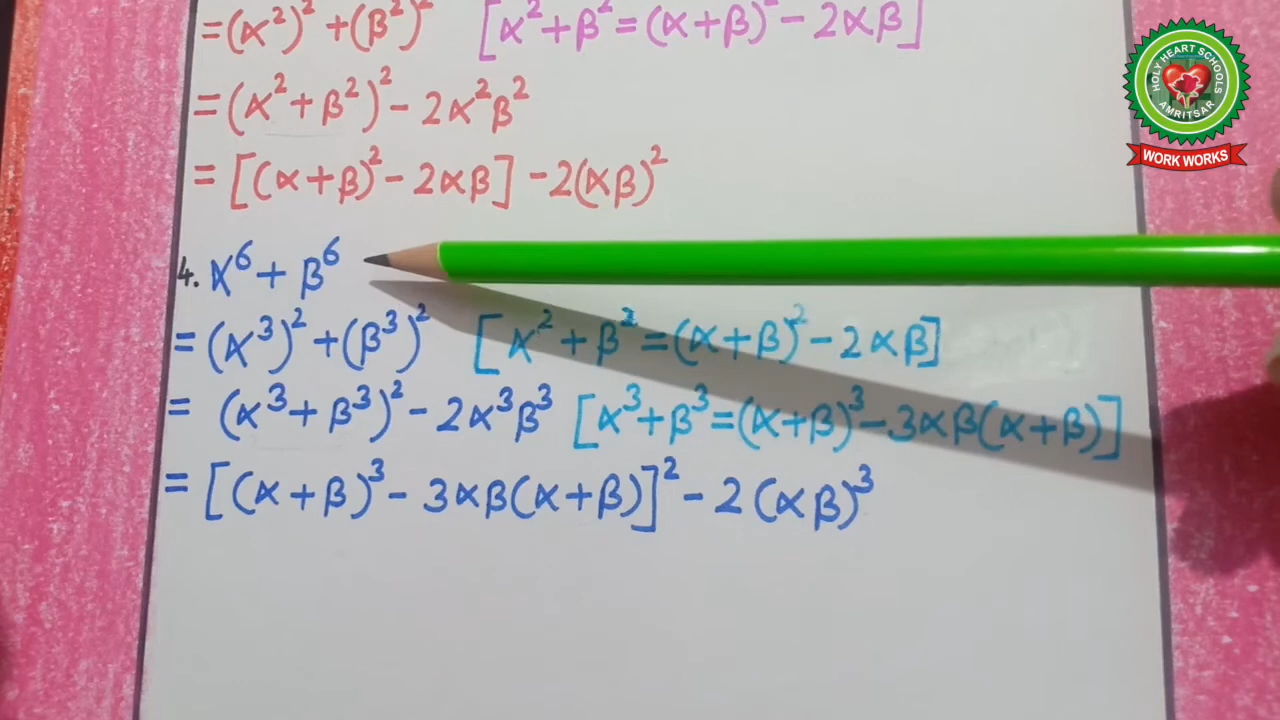 =(α²)²+(β²)² [α²+β²=(α+β)²-2αβ]
=(α²+β²)²-2α²β²
=[(α+β)²-2αβ]-2(αβ)²
4. α⁶+β⁶
=(α³)²+(β³)² [α²+β²=(α+β)²-2αβ]
=(α³+β³)²-2α³β³ [α³+β³=(α+β)³-3αβ(α+β)]
=[(α+β)³-3αβ(α+β)]²-2(αβ)³
HOLY HEART SCHOOLS
AMRITSAR
WORK WORKS